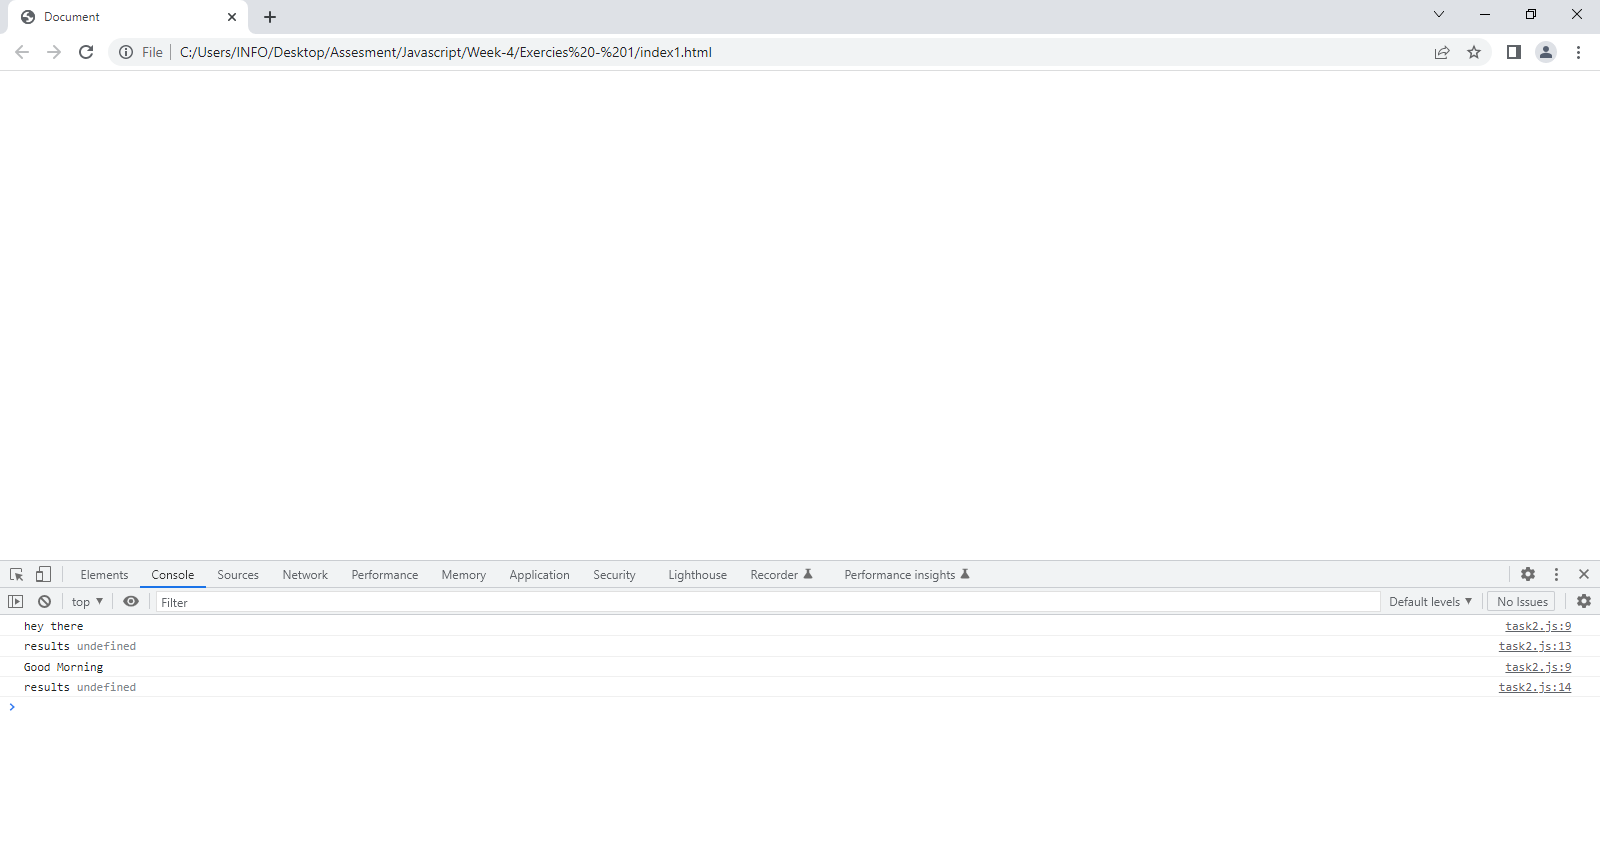 Document
File C:/Users/INFO/Desktop/Assesment/Javascript/Week-4/Exercies%20-%201/index1.html
Elements Console Sources Network Performance Memory Application Security Lighthouse Recorder Performance insights
top Filter Default levels No Issues
hey there task2.js:9
results undefined task2.js:13
Good Morning task2.js:9
results undefined task2.js:14